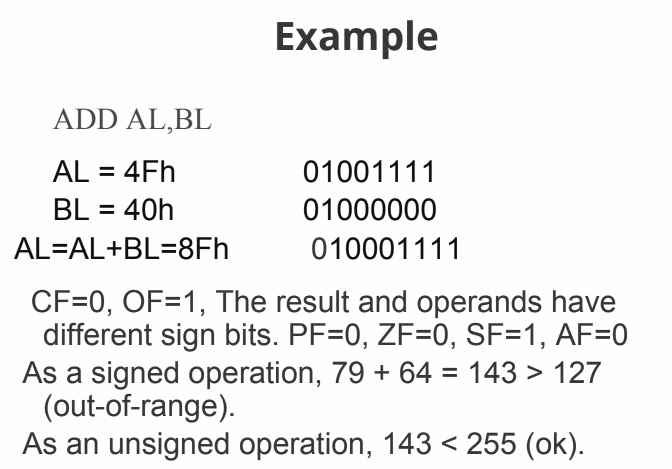 Example
ADD AL,BL
AL = 4Fh 01001111
BL = 40h 01000000
AL=AL+BL=8Fh 010001111
CF=0, OF=1, The result and operands have
different sign bits. PF=0, ZF=0, SF=1, AF=0
As a signed operation, 79 + 64 = 143 > 127
(out-of-range).
As an unsigned operation, 143 < 255 (ok).